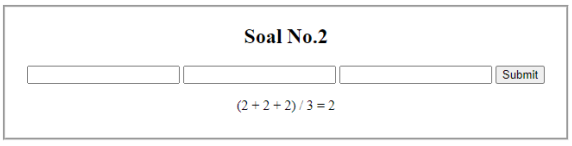 Soal No.2
Submit
(2 + 2 + 2) / 3 = 2